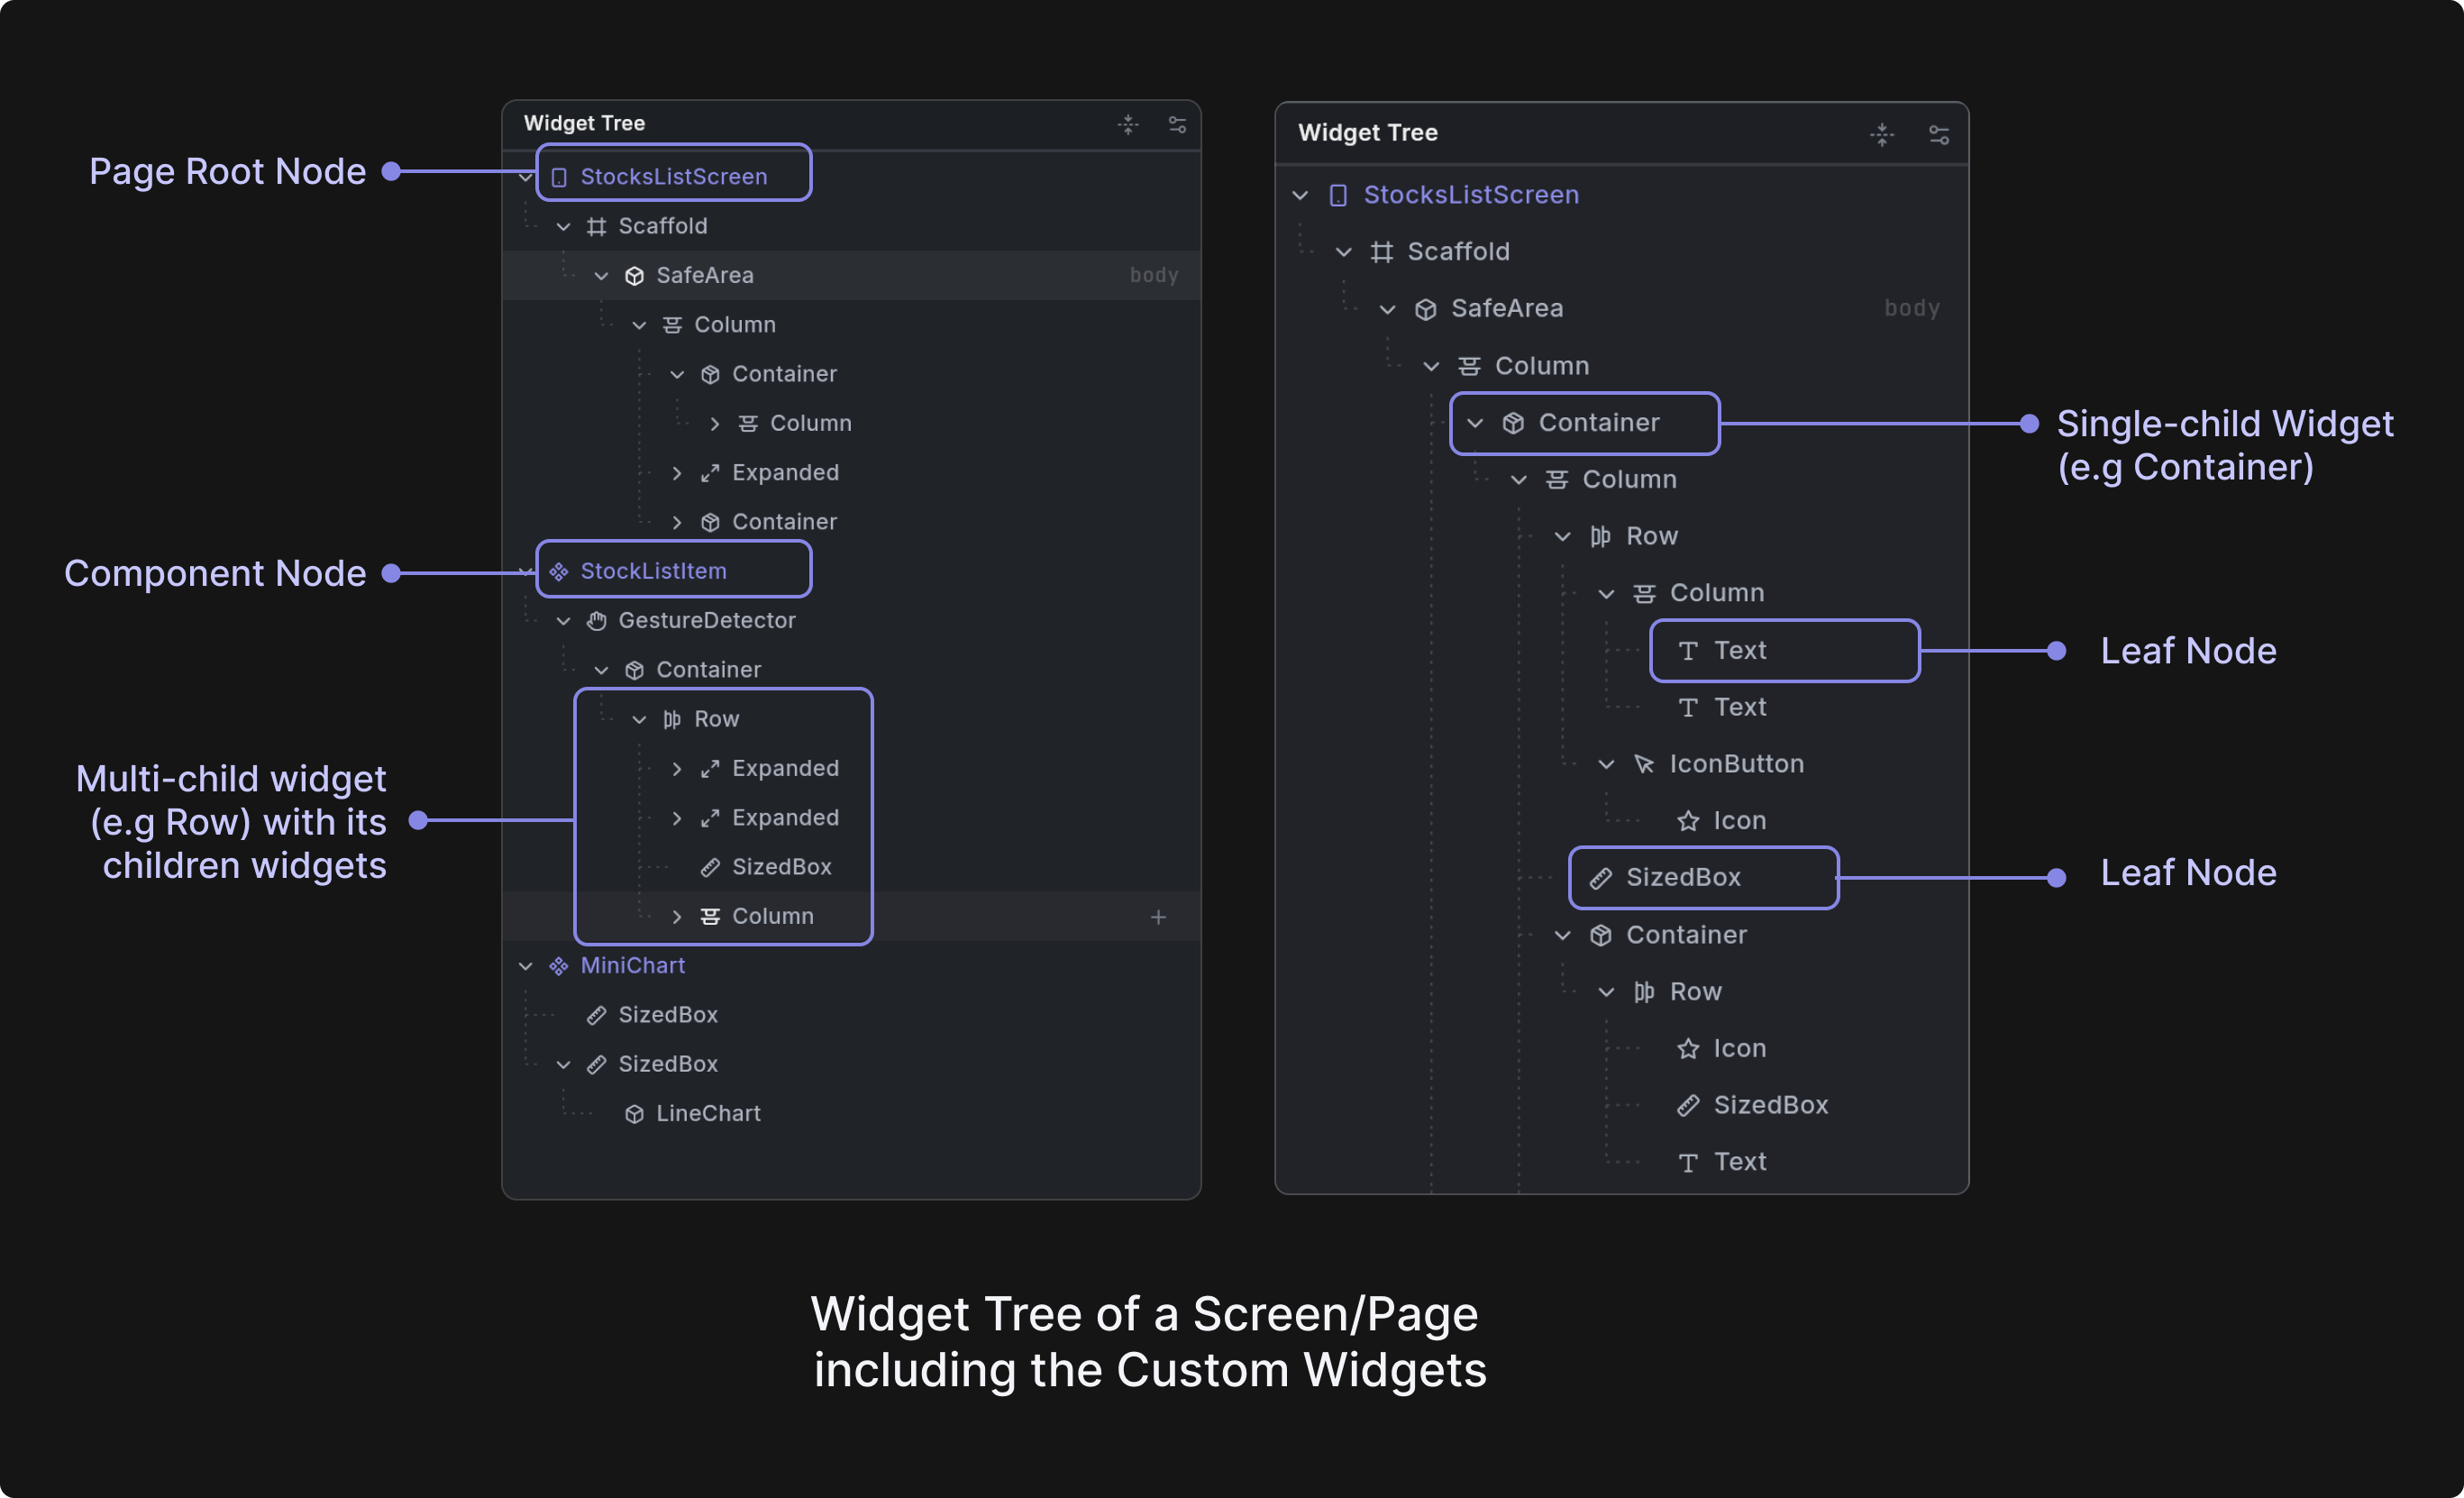 Page Root Node
Component Node
Multi-child widget
(e.g Row) with its
children widgets
Widget Tree
StocksListScreen
Scaffold
SafeArea body
Column
Container
Column
Expanded
Container
StockListItem
GestureDetector
Container
Row
Expanded
Expanded
SizedBox
Column
MiniChart
SizedBox
SizedBox
LineChart
Widget Tree
StocksListScreen
Scaffold
SafeArea body
Column
Container
Column
Row
Column
Text
Text
IconButton
Icon
SizedBox
Container
Row
Icon
SizedBox
Text
Single-child Widget
(e.g Container)
Leaf Node
Leaf Node
Widget Tree of a Screen/Page
including the Custom Widgets